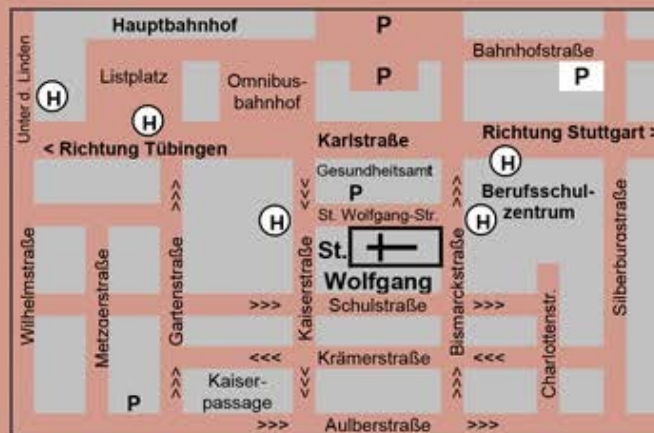 Hauptbahnhof
P
Bahnhofstraße
Unter d. Linden
Listplatz
Omnibus-
bahnhof
P
P
H
H
Karlstraße
Richtung Stuttgart >
< Richtung Tübingen
H
Gesundheitsamt
P
Berufsschul-
zentrum
>>>
<<<
>>>
H
St. Wolfgang-Str.
H
St.
Wolfgang
Wilhelmstraße
Metzgerstraße
Gartenstraße
Kaiserstraße
Bismarckstraße
Charlottenstr.
Silberburgstraße
>>> Schulstraße >>>
<<< Krämerstraße <<<
>>>
<<<
>>>
Kaiser-
passage
P
>>> Aulberstraße >>>